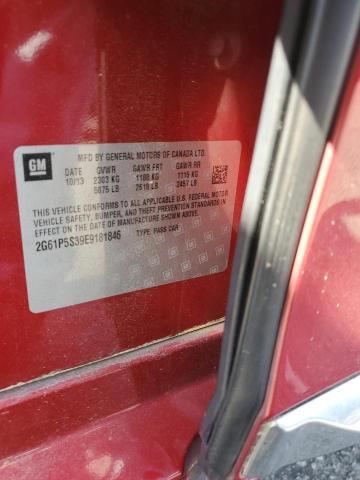 GM
MFD BY GENERAL MOTORS OF CANADA LTD.
DATE GVWR GAWR FRT GAWR RR
10/13 2303 KG 1188 KG 1115 KG
5075 LB 2619 LB 2457 LB
THIS VEHICLE CONFORMS TO ALL APPLICABLE U.S. FEDERAL MOTOR
VEHICLE SAFETY, BUMPER, AND THEFT PREVENTION STANDARDS IN
EFFECT ON THE DATE OF MANUFACTURE SHOWN ABOVE.
2G61P5S39E9181846 TYPE: PASS CAR